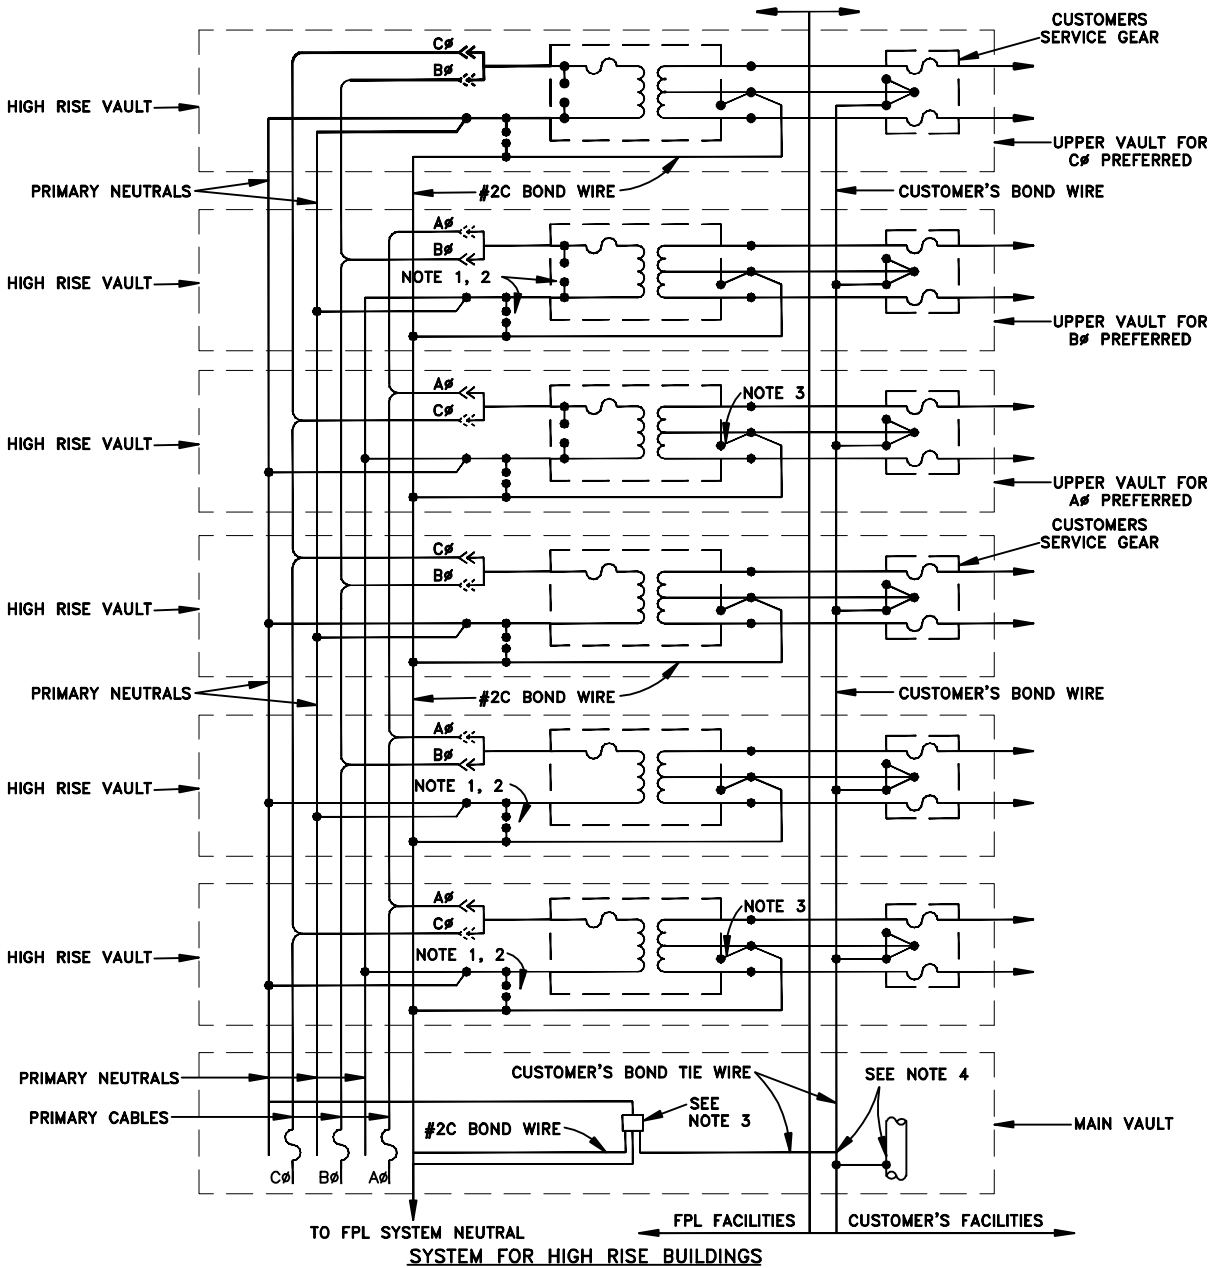 CUSTOMERS
SERVICE GEAR
CØ
BØ
HIGH RISE VAULT
UPPER VAULT FOR
CØ PREFERRED
PRIMARY NEUTRALS
#2C BOND WIRE
CUSTOMER'S BOND WIRE
AØ
BØ
NOTE 1, 2
HIGH RISE VAULT
UPPER VAULT FOR
BØ PREFERRED
AØ
CØ
NOTE 3
HIGH RISE VAULT
UPPER VAULT FOR
AØ PREFERRED
CUSTOMERS
SERVICE GEAR
CØ
BØ
HIGH RISE VAULT
PRIMARY NEUTRALS
#2C BOND WIRE
CUSTOMER'S BOND WIRE
AØ
BØ
NOTE 1, 2
HIGH RISE VAULT
AØ
CØ
NOTE 3
NOTE 1, 2
HIGH RISE VAULT
PRIMARY NEUTRALS
CUSTOMER'S BOND TIE WIRE
SEE NOTE 4
PRIMARY CABLES
SEE
NOTE 3
#2C BOND WIRE
MAIN VAULT
CØ
BØ
AØ
TO FPL SYSTEM NEUTRAL
FPL FACILITIES
CUSTOMER'S FACILITIES
SYSTEM FOR HIGH RISE BUILDINGS